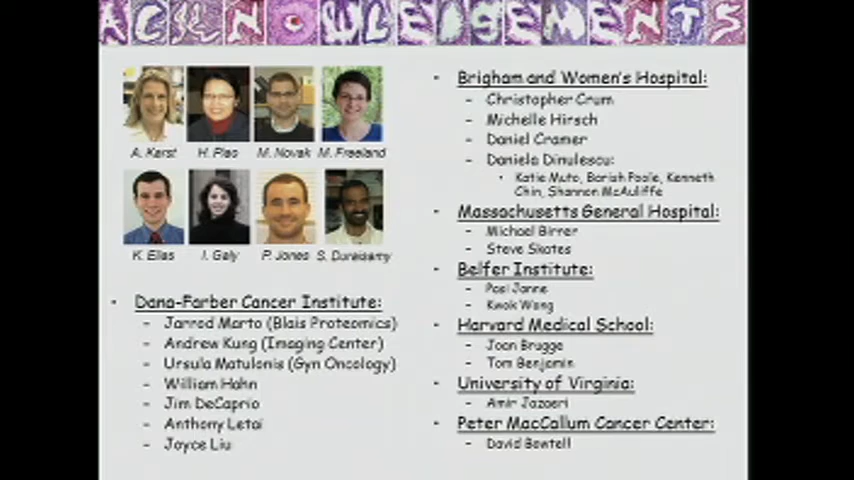 ACKNOWLEDGEMENTS
A. Karst H. Piao M. Novak M. Freeland
K. Elias I. Galy P. Jones S. Duraisamy
- Dana-Farber Cancer Institute:
- Jarrod Marto (Blais Proteomics)
- Andrew Kung (Imaging Center)
- Ursula Matulonis (Gyn Oncology)
- William Hahn
- Jim DeCaprio
- Anthony Letai
- Joyce Liu
- Brigham and Women's Hospital:
- Christopher Crum
- Michelle Hirsch
- Daniel Cramer
- Daniela Dinulescu:
• Katie Muto, Barish Poole, Kenneth
Chin, Shannon McAuliffe
- Massachusetts General Hospital:
- Michael Birrer
- Steve Skates
- Belfer Institute:
- Pasi Janne
- Kwok Wong
- Harvard Medical School:
- Joan Brugge
- Tom Benjamin
- University of Virginia:
- Amir Jazaeri
- Peter MacCallum Cancer Center:
- David Bowtell